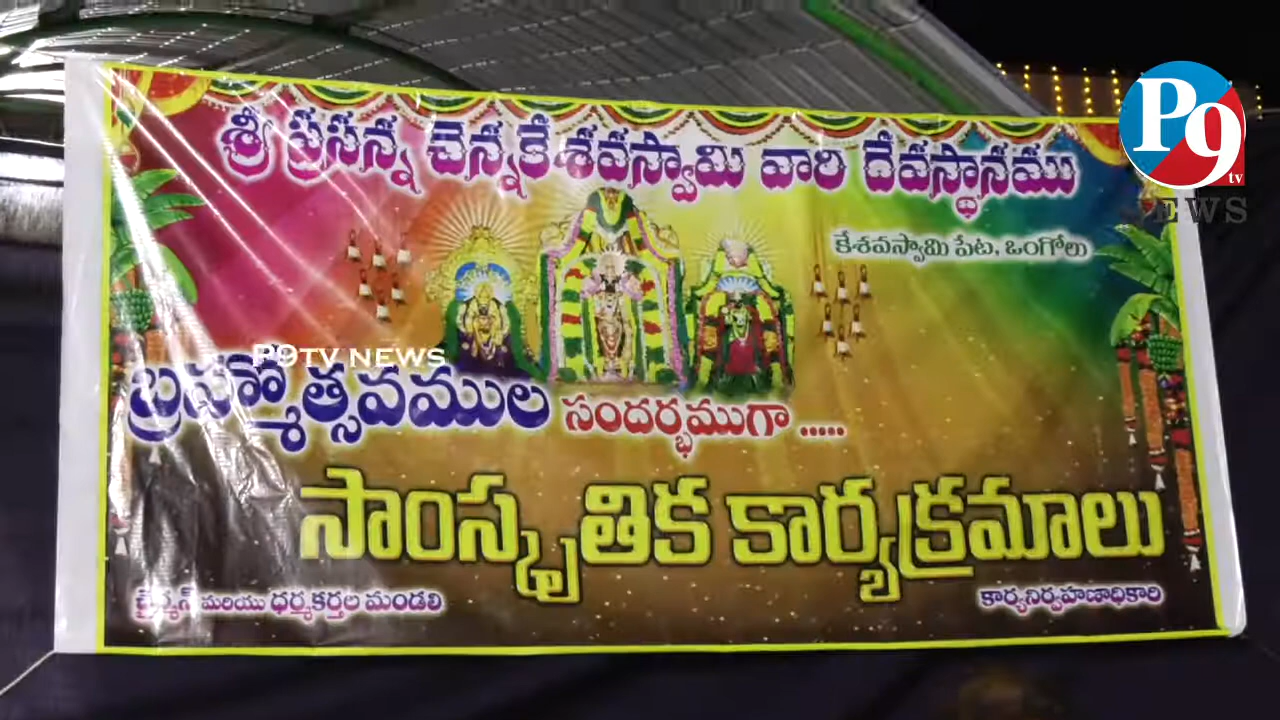 శ్రీ ప్రసన్న చెన్నకేశవస్వామి వారి దేవస్థానము
కేశవస్వామి పేట, ఒంగోలు
P9
tv
NEWS
P9TV NEWS
బ్రహ్మోత్సవముల సందర్భముగా .....
సాంస్కృతిక కార్యక్రమాలు
ఛైర్మన్ మరియు ధర్మకర్తల మండలి
కార్యనిర్వహణాధికారి